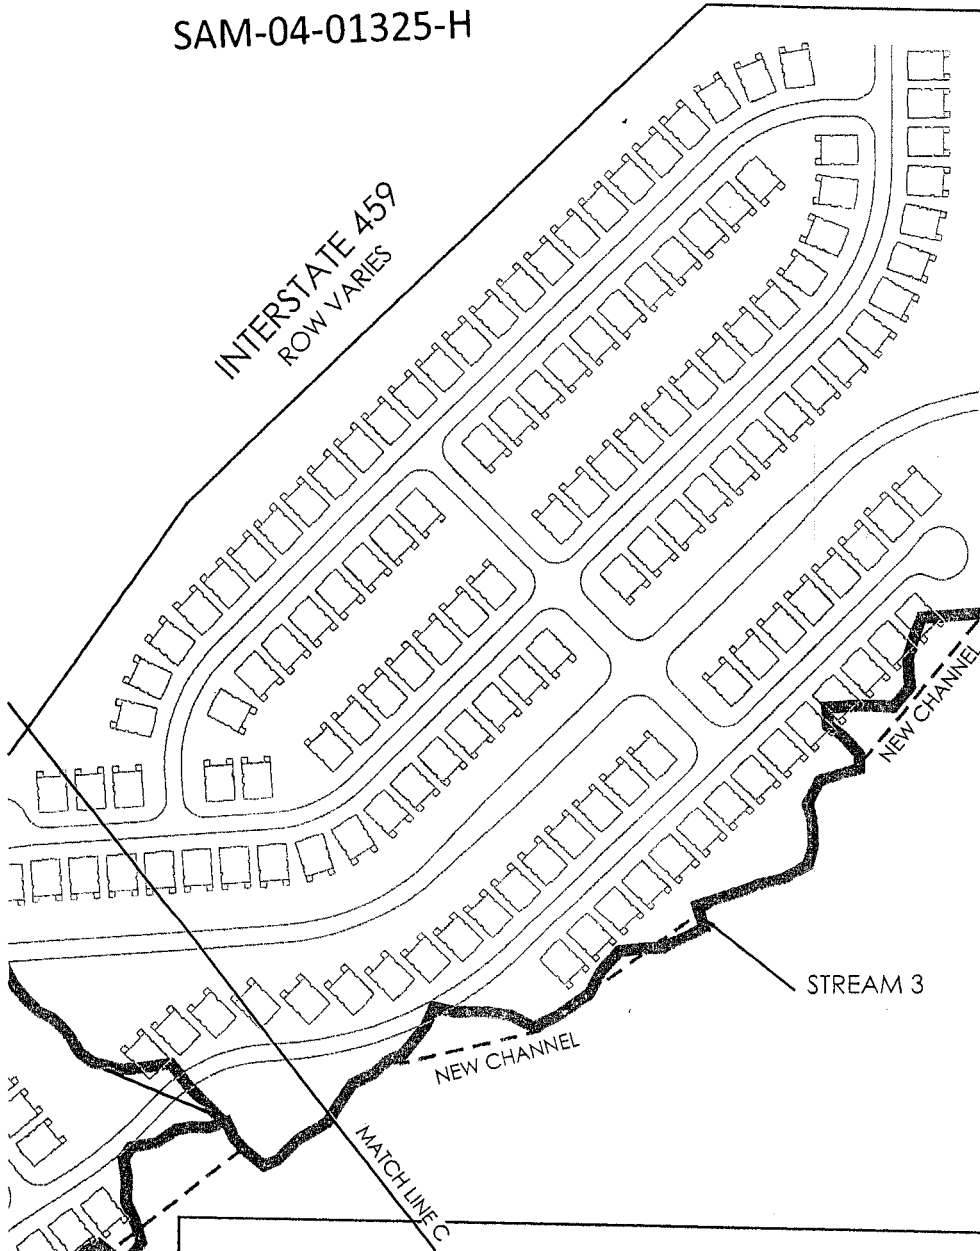 SAM-04-01325-H
INTERSTATE 459
ROW VARIES
NEW CHANNEL
STREAM 3
NEW CHANNEL
MATCH LINE C